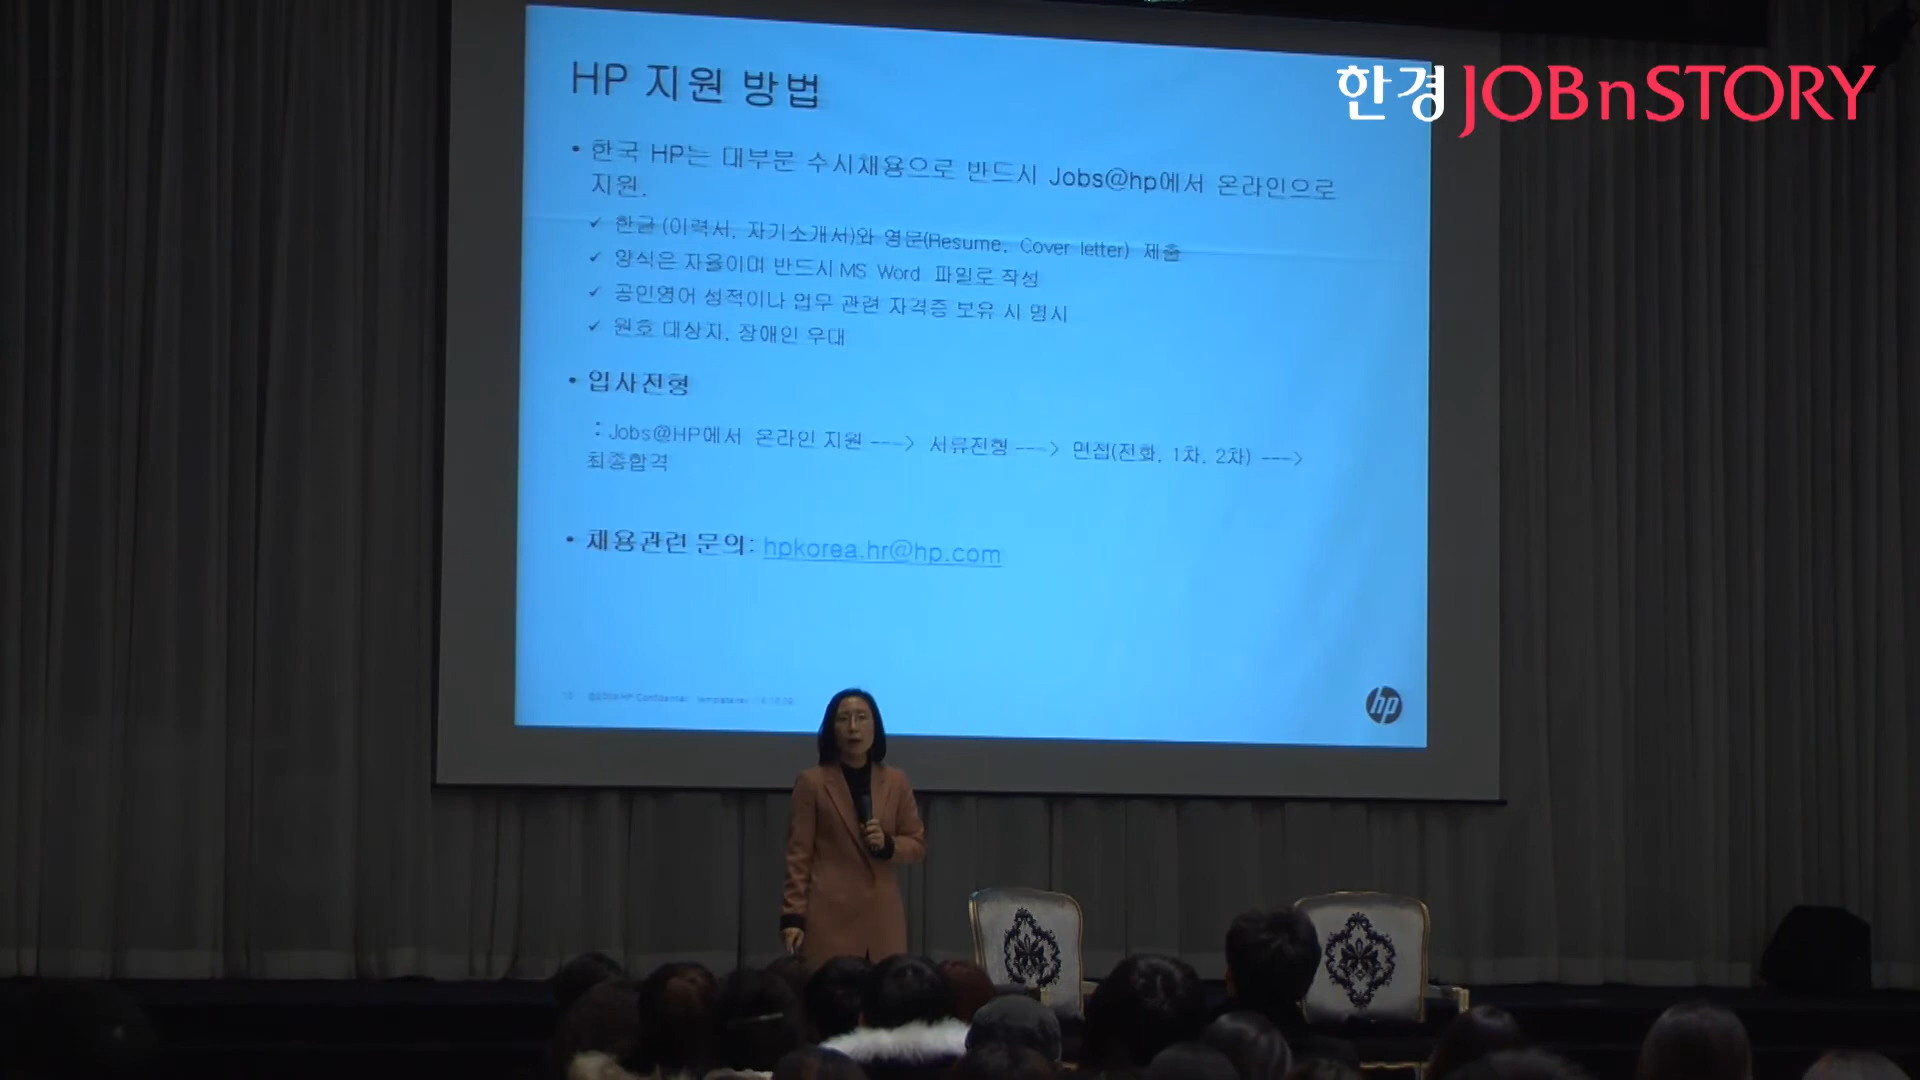 한경 JOBnSTORY
HP 지원 방법
• 한국 HP는 대부분 수시채용으로 반드시 Jobs@hp에서 온라인으로
지원.
✓ 한글 (이력서, 자기소개서)와 영문(Resume, Cover letter) 제출
✓ 양식은 자율이며 반드시 MS Word 파일로 작성
✓ 공인영어 성적이나 업무 관련 자격증 보유 시 명시
✓ 원호 대상자, 장애인 우대
• 입사전형
: Jobs@HP에서 온라인 지원 ---> 서류전형 ---> 면접(전화, 1차, 2차) --->
최종합격
• 채용관련 문의: hpkorea.hr@hp.com
HP Confidential
hp